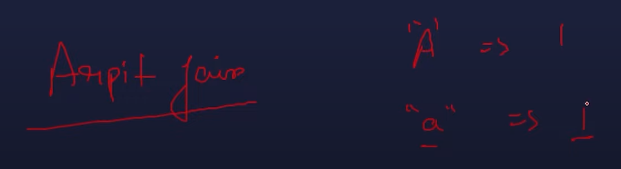 Arpit jain
"A" => 1
"a" => 1